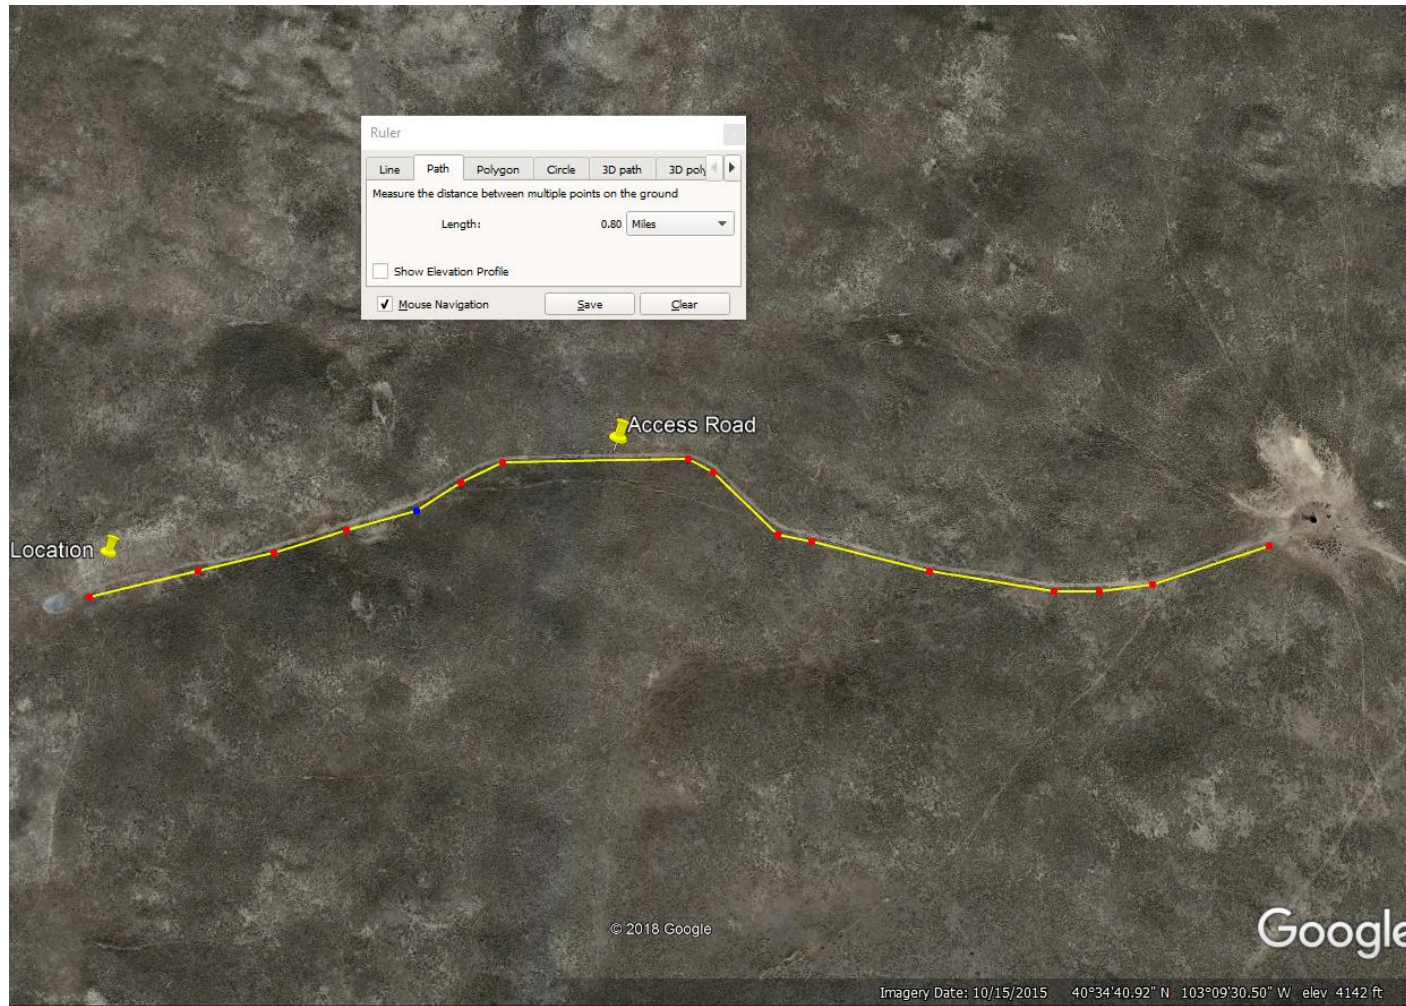 Ruler
Line Path Polygon Circle 3D path 3D poly
Measure the distance between multiple points on the ground
Length: 0.80 Miles
Show Elevation Profile
Mouse Navigation Save Clear
Access Road
Location
© 2018 Google
Google
Imagery Date: 10/15/2015 40°34'40.92" N 103°09'30.50" W elev 4142 ft